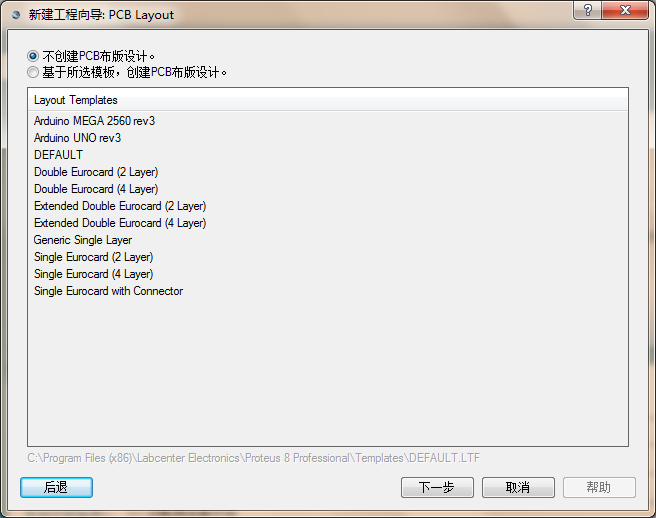 新建工程向导: PCB Layout
不创建PCB布版设计。
基于所选模板，创建PCB布版设计。
Layout Templates
Arduino MEGA 2560 rev3
Arduino UNO rev3
DEFAULT
Double Eurocard (2 Layer)
Double Eurocard (4 Layer)
Extended Double Eurocard (2 Layer)
Extended Double Eurocard (4 Layer)
Generic Single Layer
Single Eurocard (2 Layer)
Single Eurocard (4 Layer)
Single Eurocard with Connector
C:\Program Files (x86)\Labcenter Electronics\Proteus 8 Professional\Templates\DEFAULT.LTF
后退 下一步 取消 帮助